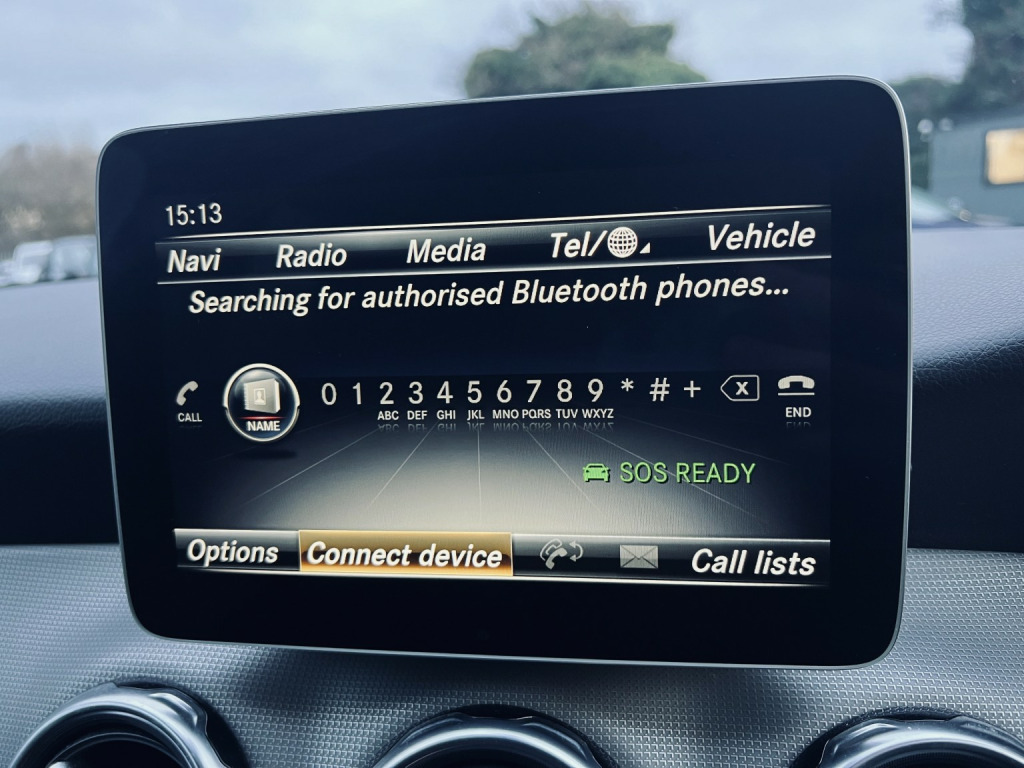 15:13
Navi Radio Media Tel/ Vehicle
Searching for authorised Bluetooth phones...
CALL NAME 0 1 2 3 4 5 6 7 8 9 * # + X END
ABC DEF GHI JKL MNO PQRS TUV WXYZ
SOS READY
Options Connect device Call lists